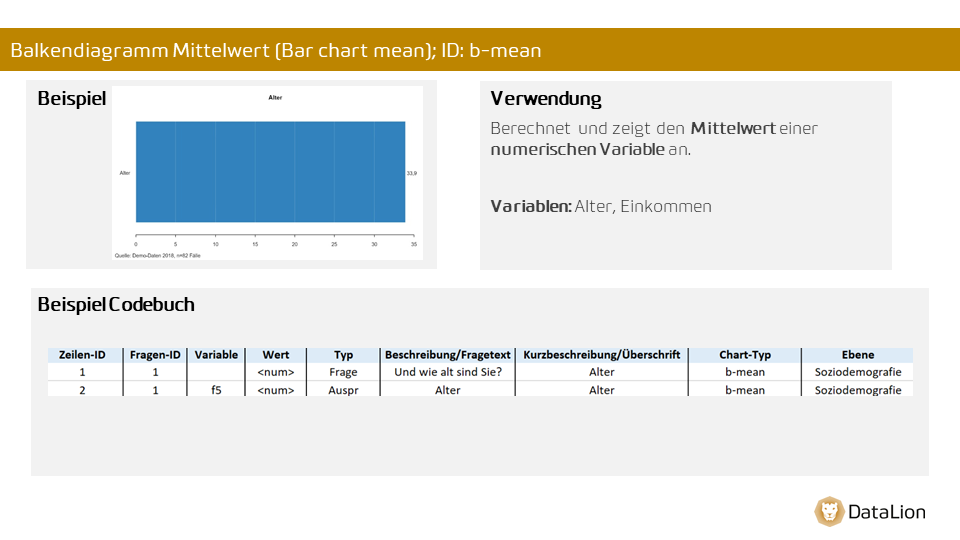 Balkendiagramm Mittelwert (Bar chart mean); ID: b-mean
Beispiel
Alter
Alter
33,9
0 5 10 15 20 25 30 35
Quelle: Demo-Daten 2018, n=82 Fälle
Verwendung
Berechnet und zeigt den Mittelwert einer
numerischen Variable an.
Variablen: Alter, Einkommen
Beispiel Codebuch
Zeilen-ID Fragen-ID Variable Wert Typ Beschreibung/Fragetext Kurzbeschreibung/Überschrift Chart-Typ Ebene
1 1 <num> Frage Und wie alt sind Sie? Alter b-mean Soziodemografie
2 1 f5 <num> Auspr Alter Alter b-mean Soziodemografie
DataLion